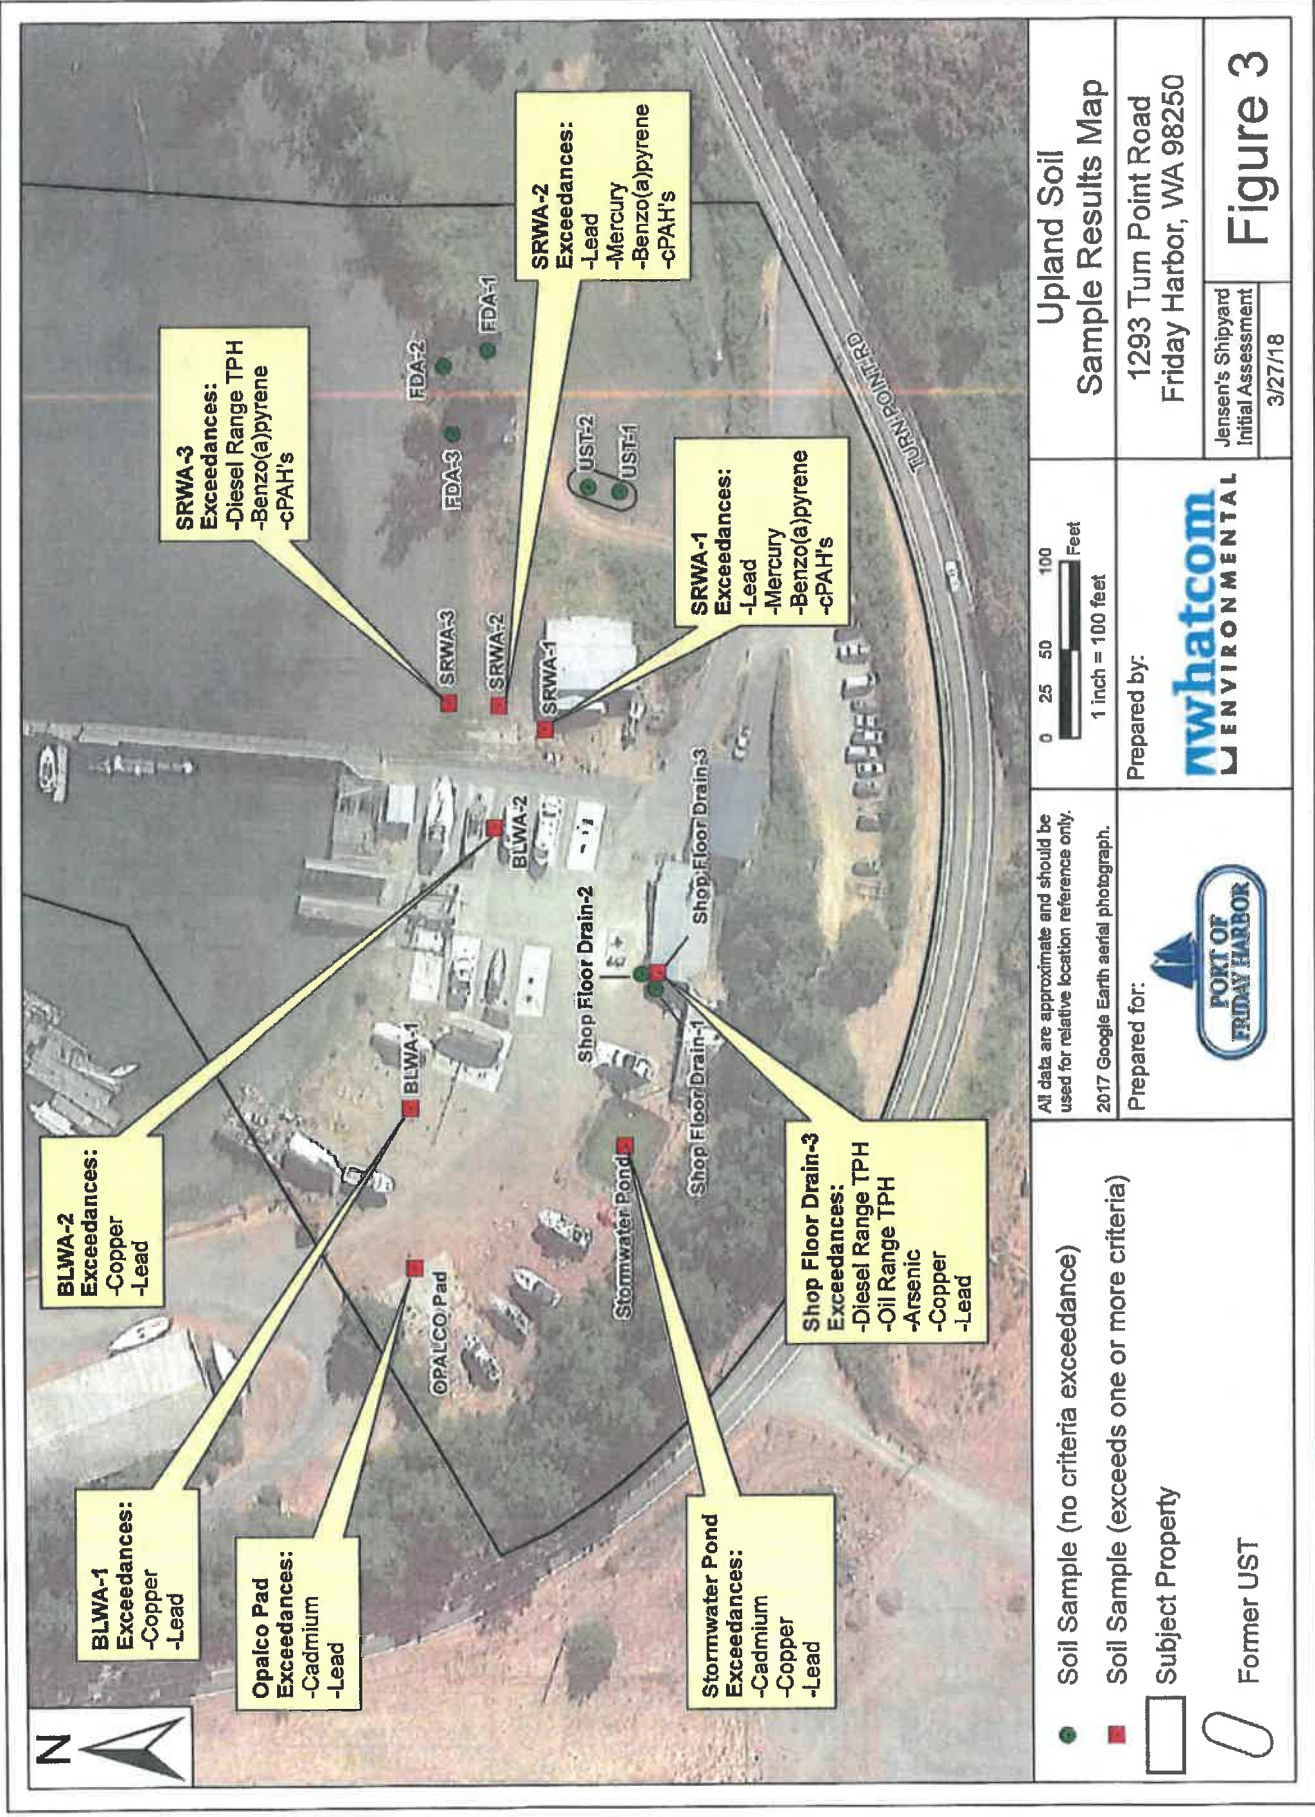 N
BLWA-1
Exceedances:
-Copper
-Lead
BLWA-2
Exceedances:
-Copper
-Lead
SRWA-3
Exceedances:
-Diesel Range TPH
-Benzo(a)pyrene
-cPAH's
SRWA-2
Exceedances:
-Lead
-Mercury
-Benzo(a)pyrene
-cPAH's
Opalco Pad
Exceedances:
-Cadmium
-Lead
Stormwater Pond
Exceedances:
-Cadmium
-Copper
-Lead
Shop Floor Drain-3
Exceedances:
-Diesel Range TPH
-Oil Range TPH
-Arsenic
-Copper
-Lead
SRWA-1
Exceedances:
-Lead
-Mercury
-Benzo(a)pyrene
-cPAH's
OPALCO Pad
BLWA-1
BLWA-2
SRWA-3
SRWA-2
SRWA-1
FDA-2
FDA-1
FDA-3
UST-2
UST-1
Stormwater Pond
Shop Floor Drain-2
Shop Floor Drain-1
Shop Floor Drain-3
TURN POINT RD
Soil Sample (no criteria exceedance)
Soil Sample (exceeds one or more criteria)
Subject Property
Former UST
All data are approximate and should be
used for relative location reference only.
2017 Google Earth aerial photograph.
Prepared for:
PORT OF
FRIDAY HARBOR
0 25 50 100
Feet
1 inch = 100 feet
Prepared by:
whatcom
ENVIRONMENTAL
Upland Soil
Sample Results Map
1293 Turn Point Road
Friday Harbor, WA 98250
Jensen's Shipyard
Initial Assessment
3/27/18
Figure 3